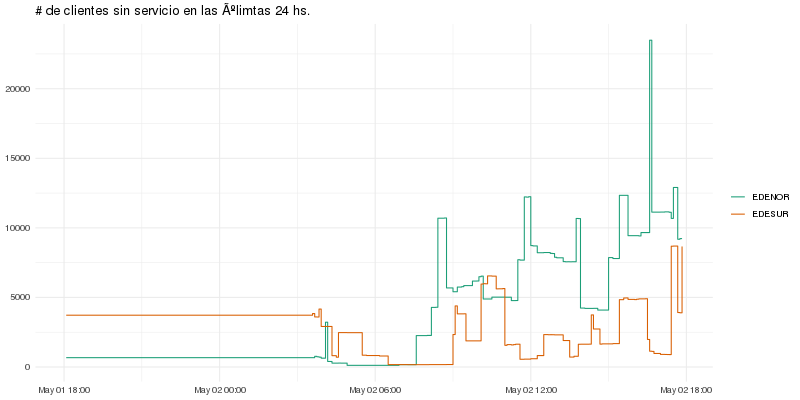 # de clientes sin servicio en las Ãºlimtas 24 hs.
20000
15000
10000
5000
0
May 01 18:00
May 02 00:00
May 02 06:00
May 02 12:00
May 02 18:00
EDENOR
EDESUR